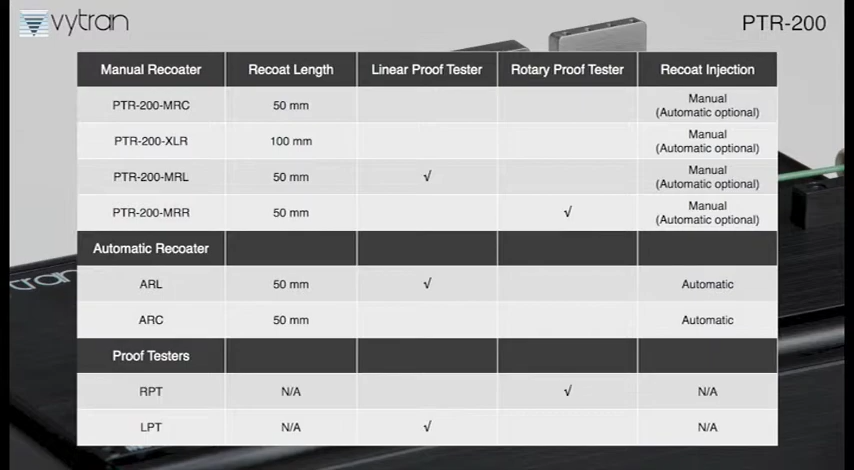 vytran
PTR-200
Manual Recoater Recoat Length Linear Proof Tester Rotary Proof Tester Recoat Injection
PTR-200-MRC 50 mm Manual
(Automatic optional)
PTR-200-XLR 100 mm Manual
(Automatic optional)
PTR-200-MRL 50 mm √ Manual
(Automatic optional)
PTR-200-MRR 50 mm √ Manual
(Automatic optional)
Automatic Recoater
ARL 50 mm √ Automatic
ARC 50 mm Automatic
Proof Testers
RPT N/A √ N/A
LPT N/A √ N/A